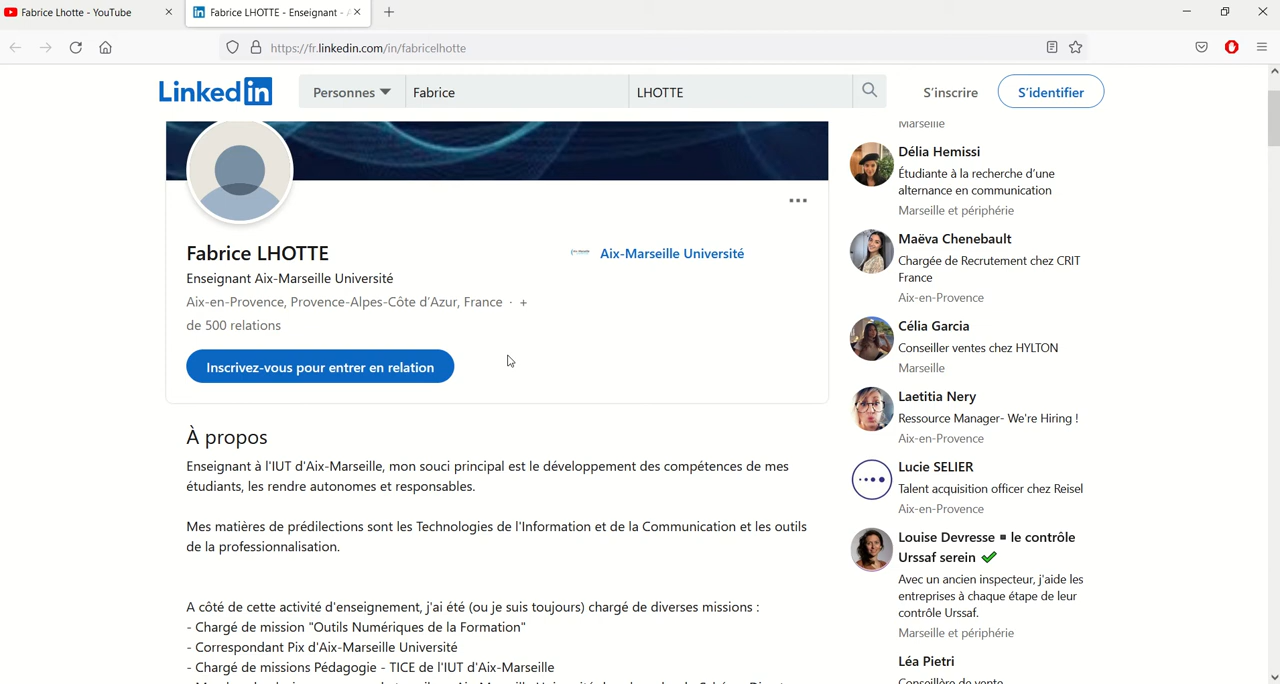 Fabrice Lhotte - YouTube
Fabrice LHOTTE - Enseignant - A
https://fr.linkedin.com/in/fabricelhotte
Linked in
Personnes
Fabrice
LHOTTE
S'inscrire
S'identifier
Fabrice LHOTTE
Enseignant Aix-Marseille Université
Aix-en-Provence, Provence-Alpes-Côte d'Azur, France · +
de 500 relations
Aix-Marseille Université
Inscrivez-vous pour entrer en relation
À propos
Enseignant à l'IUT d'Aix-Marseille, mon souci principal est le développement des compétences de mes
étudiants, les rendre autonomes et responsables.
Mes matières de prédilections sont les Technologies de l'Information et de la Communication et les outils
de la professionnalisation.
A côté de cette activité d'enseignement, j'ai été (ou je suis toujours) chargé de diverses missions :
- Chargé de mission "Outils Numériques de la Formation"
- Correspondant Pix d'Aix-Marseille Université
- Chargé de missions Pédagogie - TICE de l'IUT d'Aix-Marseille
Marseille
Délia Hemissi
Étudiante à la recherche d'une
alternance en communication
Marseille et périphérie
Maëva Chenebault
Chargée de Recrutement chez CRIT
France
Aix-en-Provence
Célia Garcia
Conseiller ventes chez HYLTON
Marseille
Laetitia Nery
Ressource Manager- We're Hiring !
Aix-en-Provence
Lucie SELIER
Talent acquisition officer chez Reisel
Aix-en-Provence
Louise Devresse ▪ le contrôle
Urssaf serein ✔
Avec un ancien inspecteur, j'aide les
entreprises à chaque étape de leur
contrôle Urssaf.
Marseille et périphérie
Léa Pietri
Conseillère de vente